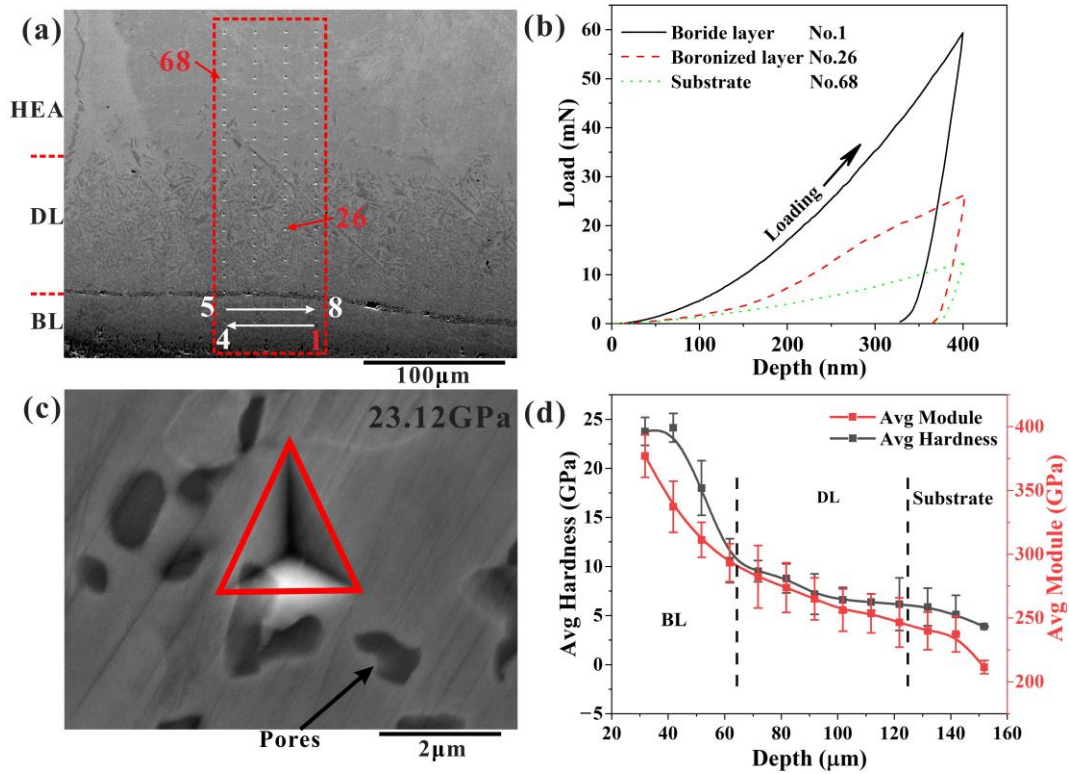 (a)
68
HEA
DL
26
BL
5
8
4
1
100μm
(b)
Boride layer No.1
Boronized layer No.26
Substrate No.68
Loading
Load (mN)
60
50
40
30
20
10
0
0 100 200 300 400
Depth (nm)
(c)
23.12GPa
Pores
2μm
(d)
Avg Module
Avg Hardness
DL
Substrate
BL
Avg Hardness (GPa)
25
20
15
10
5
0
−5
20 40 60 80 100 120 140 160
Depth (μm)
400
350
300
250
200
Avg Module (GPa)